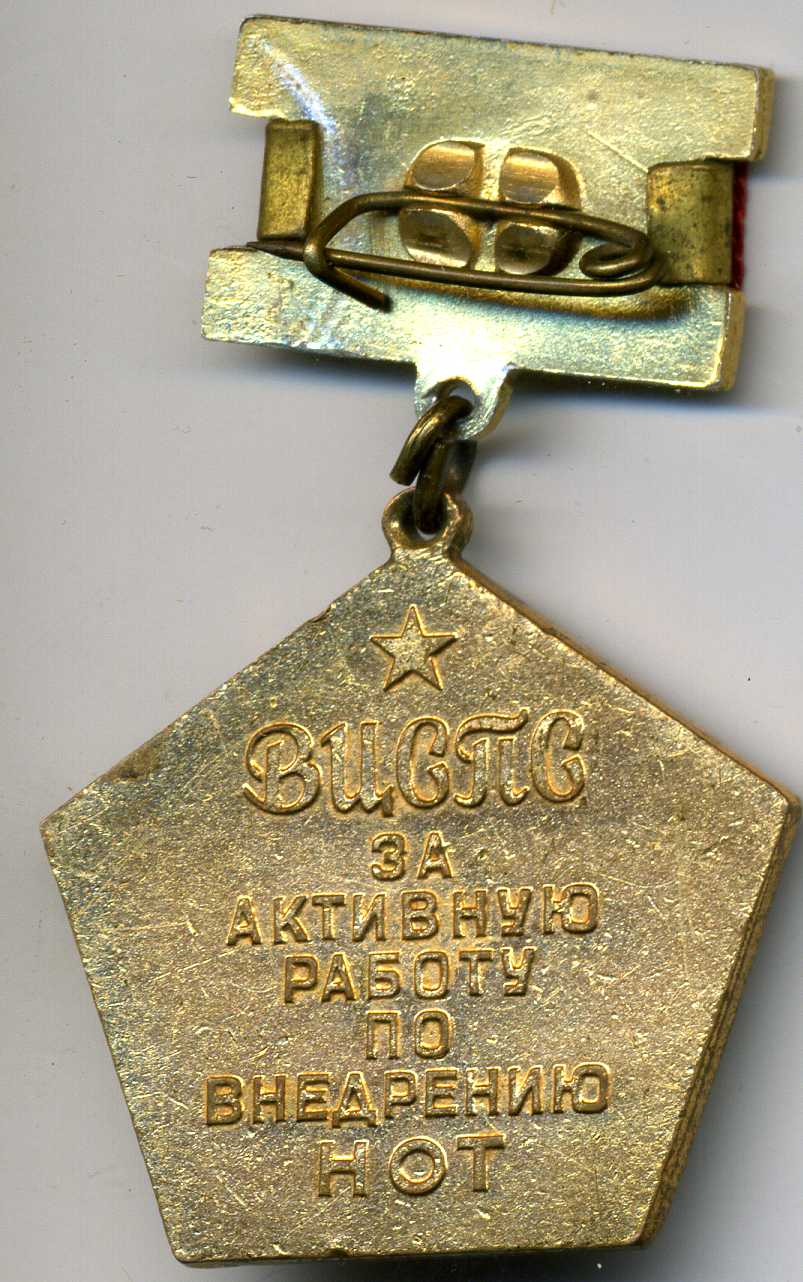 ВЦСПС
ЗА
АКТИВНУЮ
РАБОТУ
ПО
ВНЕДРЕНИЮ
НОТ